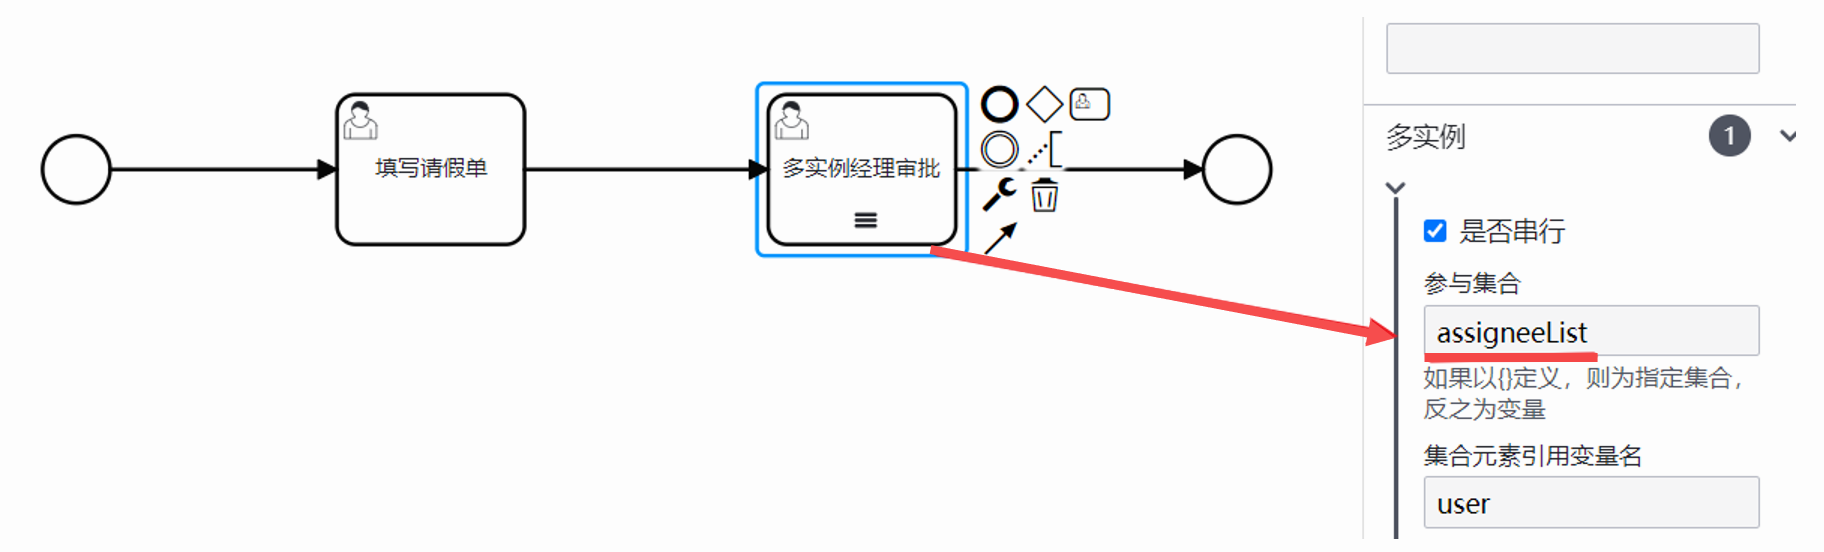 填写请假单
多实例经理审批
多实例
1
是否串行
参与集合
assigneeList
如果以{}定义，则为指定集合，
反之为变量
集合元素引用变量名
user